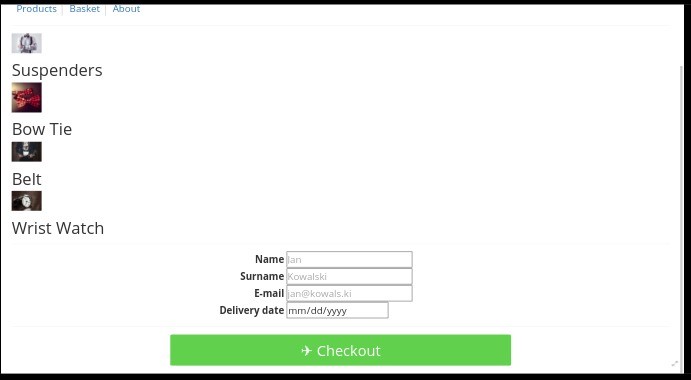 Products Basket About
Suspenders
Bow Tie
Belt
Wrist Watch
Name Jan
Surname Kowalski
E-mail jan@kowals.ki
Delivery date mm/dd/yyyy
✈ Checkout